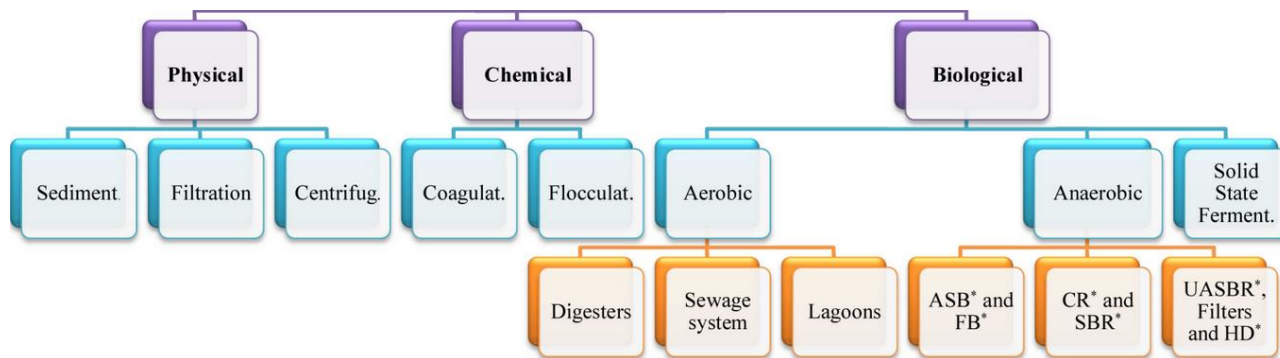 Physical
Chemical
Biological
Sediment.
Filtration
Centrifug.
Coagulat.
Flocculat.
Aerobic
Anaerobic
Solid
State
Ferment.
Digesters
Sewage
system
Lagoons
ASB* and
FB*
CR* and
SBR*
UASBR*,
Filters
and HD*